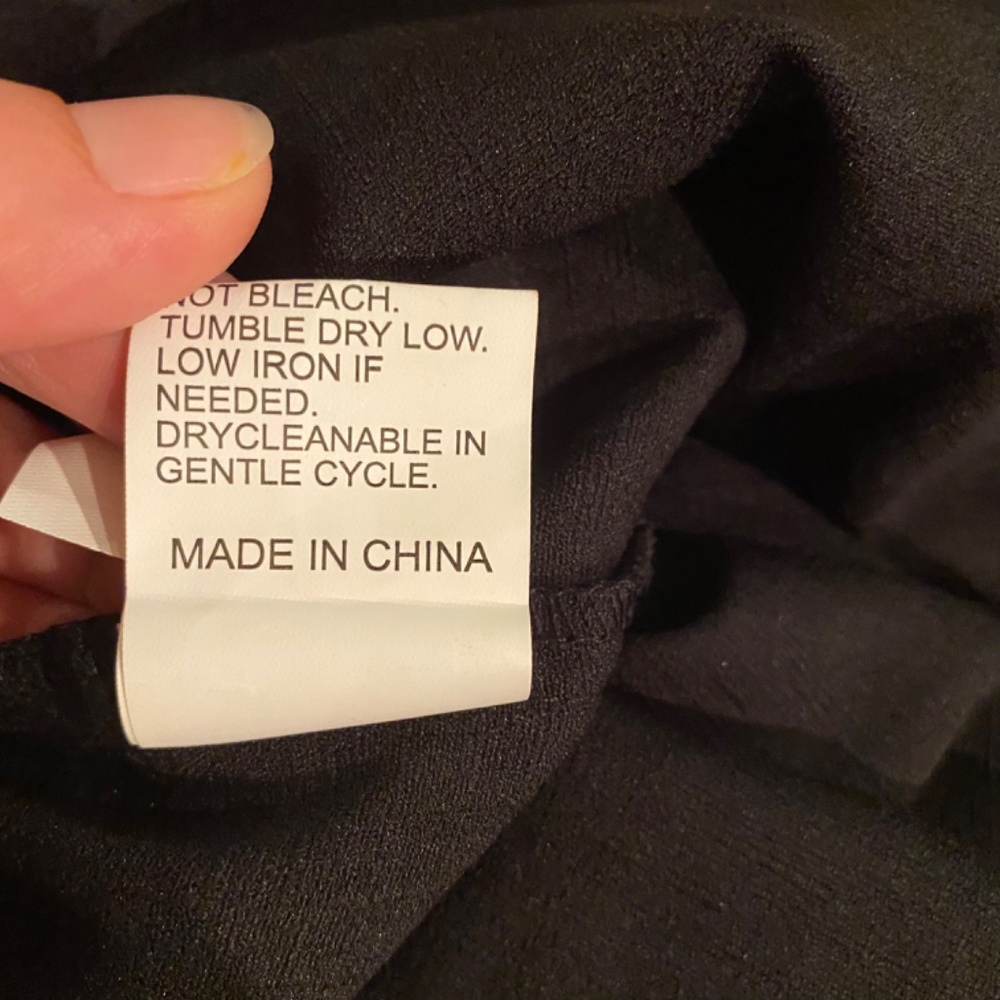 NOT BLEACH.
TUMBLE DRY LOW.
LOW IRON IF
NEEDED.
DRYCLEANABLE IN
GENTLE CYCLE.
MADE IN CHINA